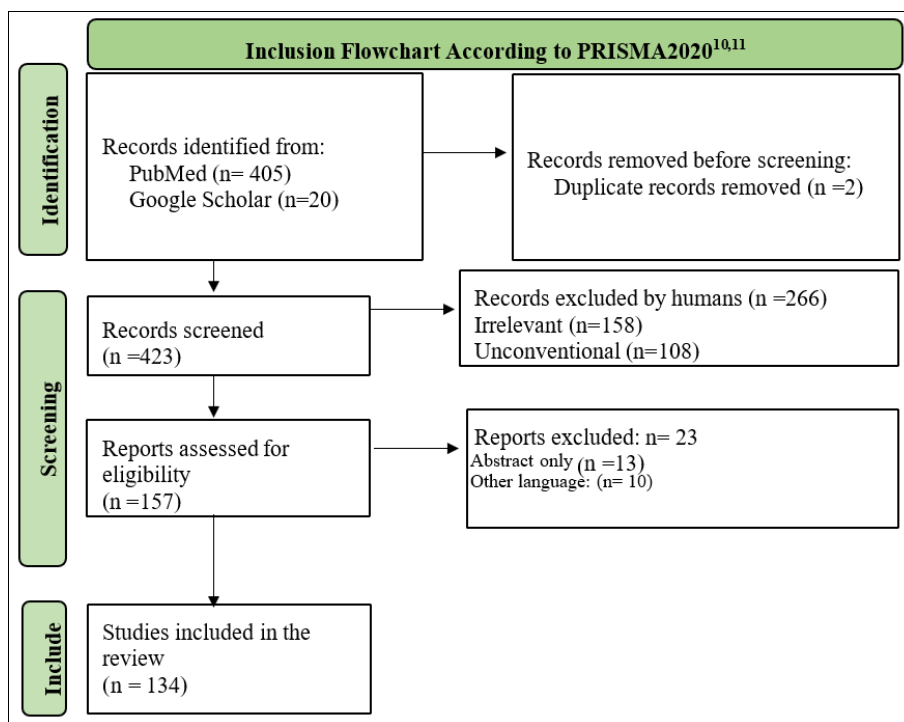 Inclusion Flowchart According to PRISMA202010,11
Identification
Records identified from:
PubMed (n= 405)
Google Scholar (n=20)
Records removed before screening:
Duplicate records removed (n =2)
Screening
Records screened
(n =423)
Records excluded by humans (n =266)
Irrelevant (n=158)
Unconventional (n=108)
Reports assessed for
eligibility
(n =157)
Reports excluded: n= 23
Abstract only (n =13)
Other language: (n= 10)
Include
Studies included in the
review
(n = 134)